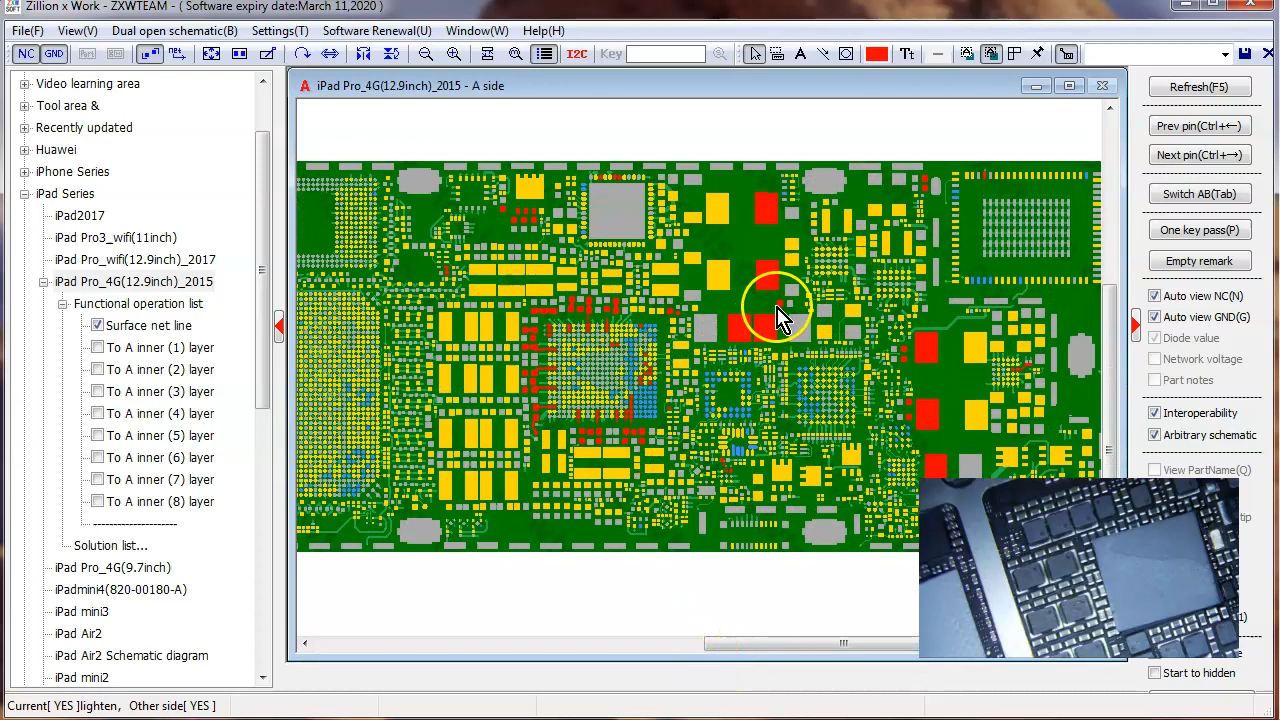 Zillion x Work - ZXWTEAM - ( Software expiry date:March 11,2020 )
File(F) View(V) Dual open schematic(B) Settings(T) Software Renewal(U) Window(W) Help(H)
NC GND Part net I2C Key A Tt
Video learning area
Tool area &
Recently updated
Huawei
iPhone Series
iPad Series
iPad2017
iPad Pro3_wifi(11inch)
iPad Pro_wifi(12.9inch)_2017
iPad Pro_4G(12.9inch)_2015
Functional operation list
Surface net line
To A inner (1) layer
To A inner (2) layer
To A inner (3) layer
To A inner (4) layer
To A inner (5) layer
To A inner (6) layer
To A inner (7) layer
To A inner (8) layer
--------------------
Solution list...
iPad Pro_4G(9.7inch)
iPadmini4(820-00180-A)
iPad mini3
iPad Air2
iPad Air2 Schematic diagram
iPad mini2
A iPad Pro_4G(12.9inch)_2015 - A side
Refresh(F5)
Prev pin(Ctrl+←)
Next pin(Ctrl+→)
Switch AB(Tab)
One key pass(P)
Empty remark
Auto view NC(N)
Auto view GND(G)
Diode value
Network voltage
Part notes
Interoperability
Arbitrary schematic
View PartName(Q)
tip
1)
Start to hidden
Current[ YES ]lighten, Other side[ YES ]